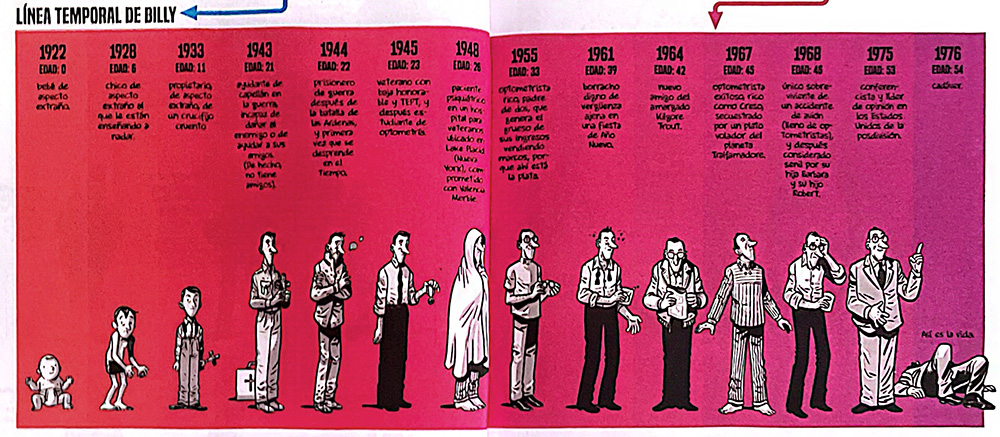 LÍNEA TEMPORAL DE BILLY
1922
EDAD: 0
bebé de
aspecto
extraño.
1928
EDAD: 6
chico de
aspecto
extraño al
que le están
enseñando a
nadar.
1933
EDAD: 11
propietario,
de aspecto
extraño, de
un crucifijo
cruento
1943
EDAD: 21
ayudante de
capellán en
la guerra,
incapaz de
dañar al
enemigo o de
ayudar a sus
amigos.
(De hecho,
no tiene
amigos).
1944
EDAD: 22
prisionero
de guerra
después de
la batalla de
las Ardenas,
y primera
vez que se
desprende
en el
Tiempo.
1945
EDAD: 23
veterano con
baja honora-
ble y TEPT, y
después es-
tudiante de
optometría.
1948
EDAD: 26
paciente
psiquiátrico
en un hos
pital para
veteranos
ubicado en
Lake Placid
(Nueva
York), com
prometido
con Valencia
Merble.
1955
EDAD: 33
optometrista
rico, padre
de dos, que
genera el
grueso de
sus ingresos
vendiendo
marcos, por-
que ahí está
la plata.
1961
EDAD: 39
borracho
digno de
vergüenza
ajena en
una fiesta
de Año
Nuevo.
1964
EDAD: 42
nuevo
amigo del
amargado
Kilgore
Trout.
1967
EDAD: 45
optometrista
exitoso, rico
como Creso,
secuestrado
por un plato
volador del
planeta
Tralfamadore.
1968
EDAD: 45
único sobre-
viviente de
un accidente
de avión
(lleno de op-
tometristas),
y después
considerado
senil por su
hija Barbara
y su hijo
Robert.
1975
EDAD: 53
conferen-
cista y líder
de opinión en
los Estados
Unidos de la
posdivisión.
1976
EDAD: 54
cadáver.
Así es la vida.